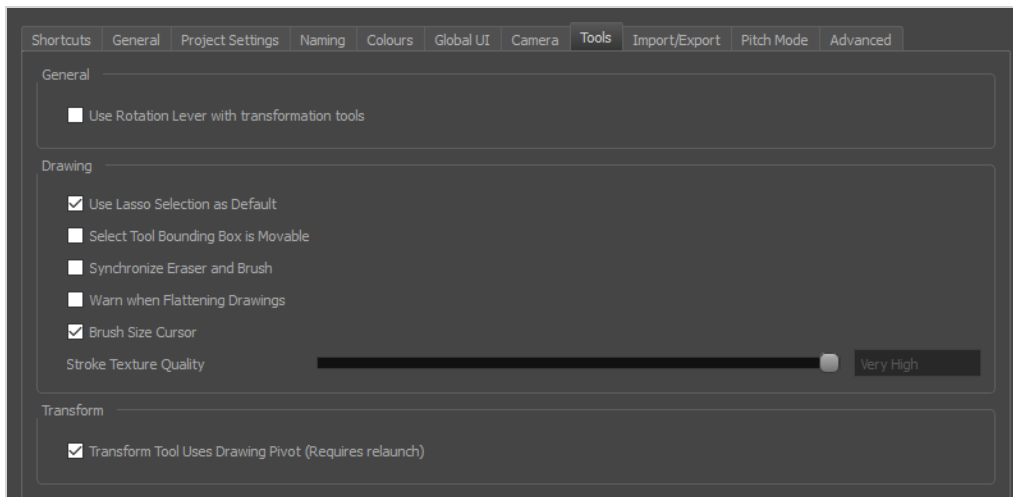 Shortcuts General Project Settings Naming Colours Global UI Camera Tools Import/Export Pitch Mode Advanced
General
Use Rotation Lever with transformation tools
Drawing
Use Lasso Selection as Default
Select Tool Bounding Box is Movable
Synchronize Eraser and Brush
Warn when Flattening Drawings
Brush Size Cursor
Stroke Texture Quality Very High
Transform
Transform Tool Uses Drawing Pivot (Requires relaunch)